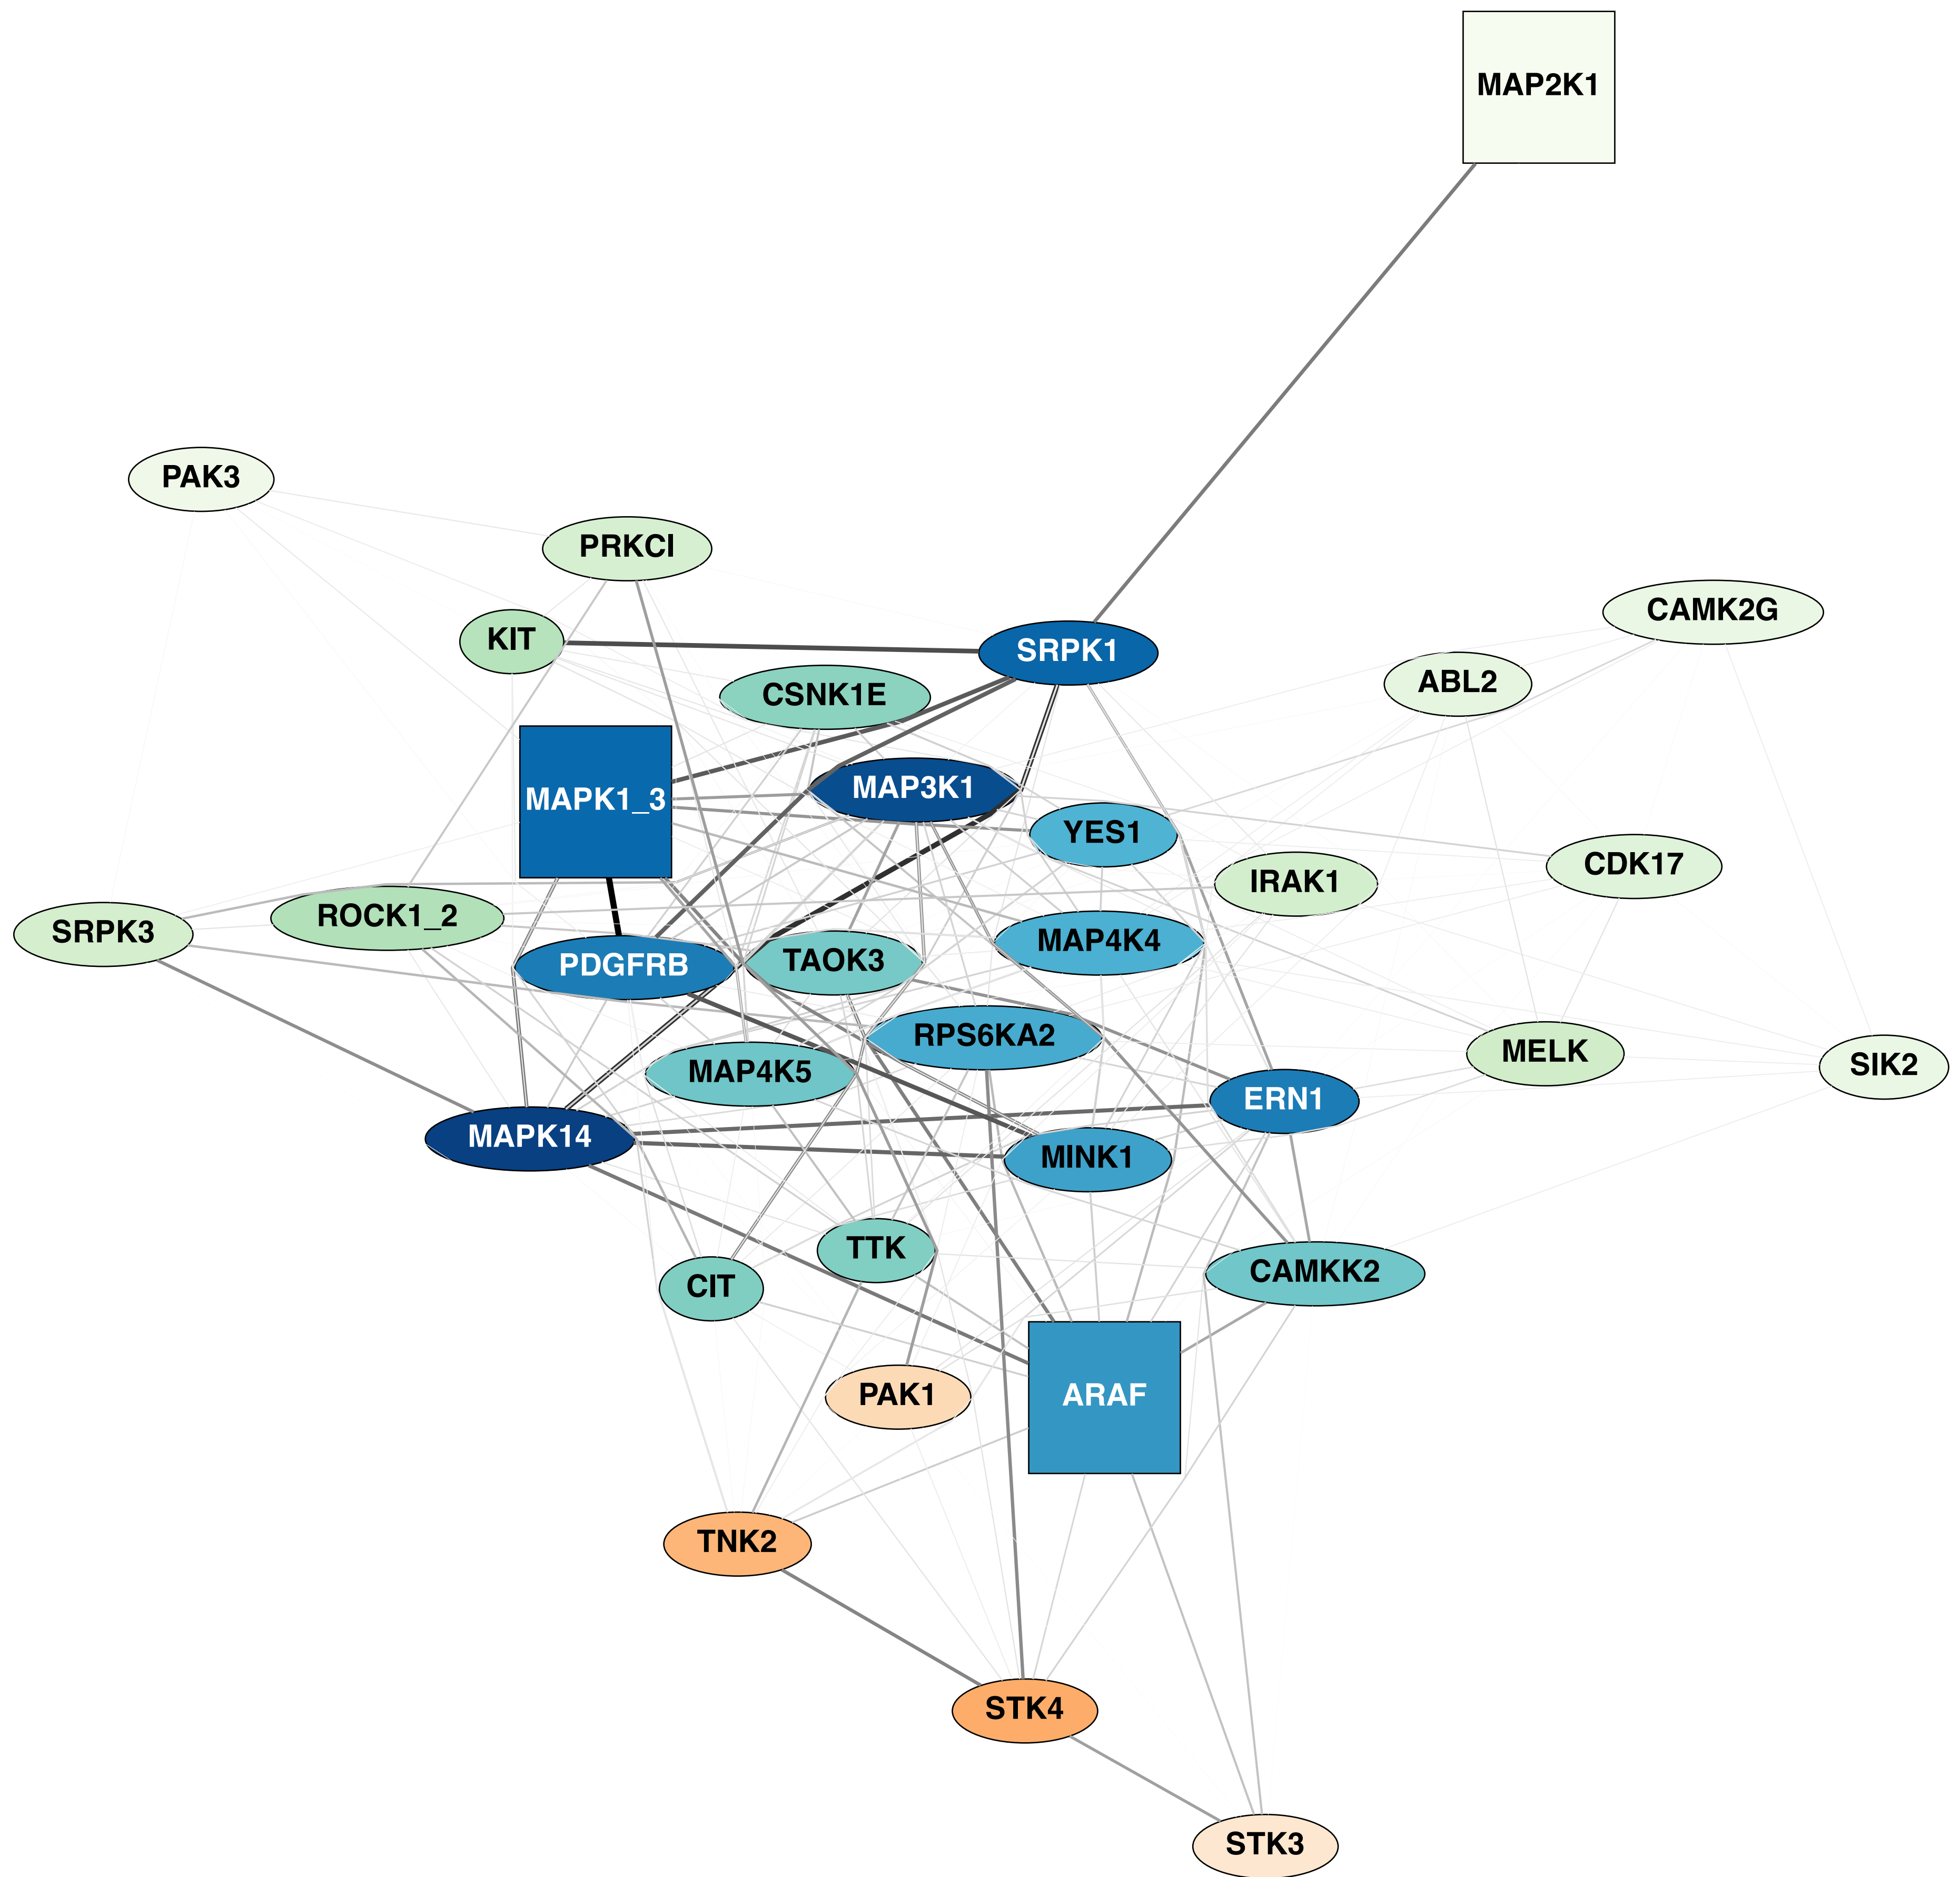 MAP2K1
PAK3
PRKCI
CAMK2G
KIT
SRPK1
ABL2
CSNK1E
MAP3K1
MAPK1_3
YES1
CDK17
IRAK1
ROCK1_2
SRPK3
MAP4K4
TAOK3
PDGFRB
RPS6KA2
MELK
SIK2
MAP4K5
ERN1
MAPK14
MINK1
TTK
CAMKK2
CIT
PAK1
ARAF
TNK2
STK4
STK3